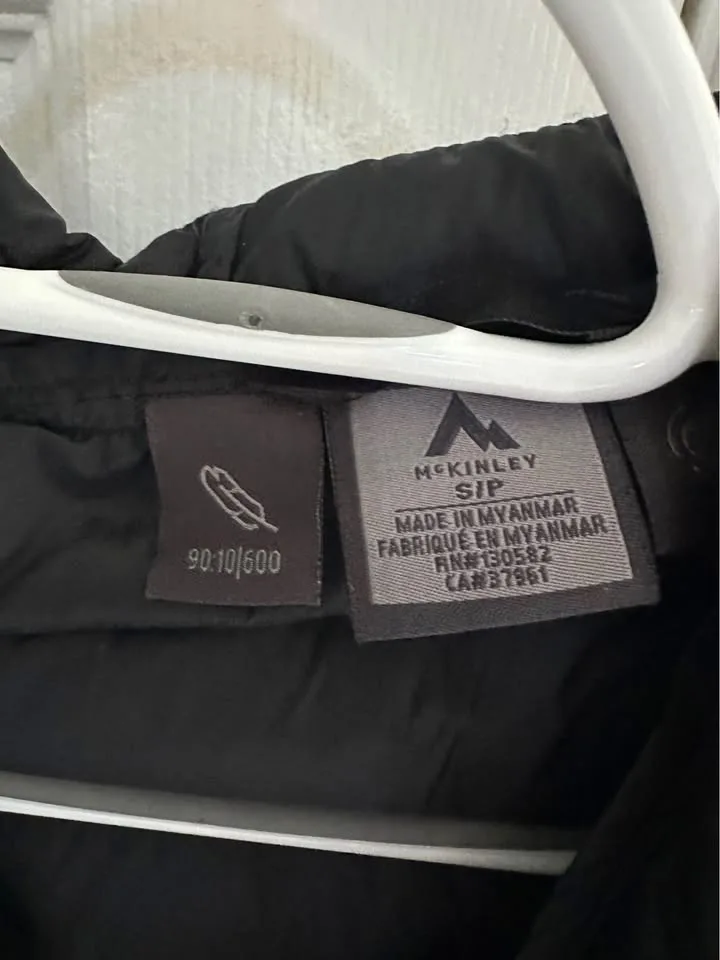 90:10/600
McKINLEY
S/P
MADE IN MYANMAR
FABRIQUÉ EN MYANMAR
RN#130582
CA#37961